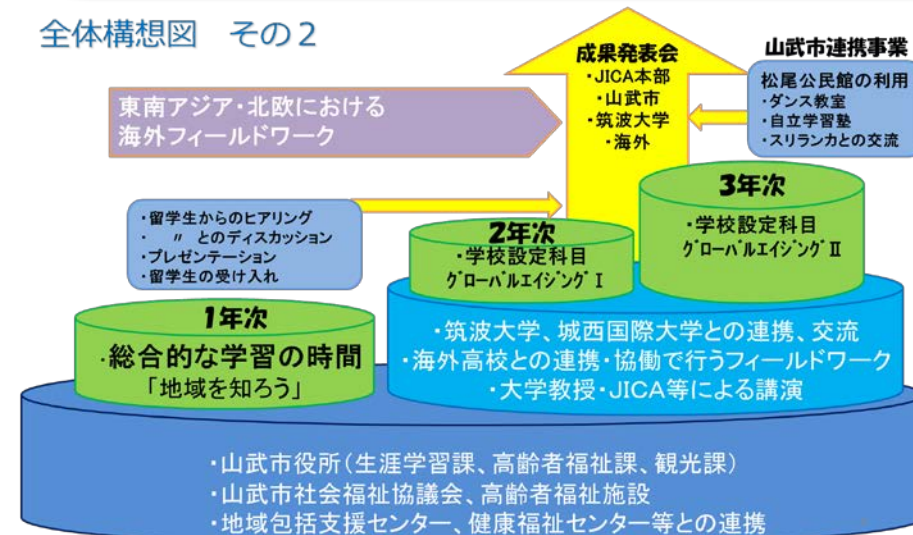 全体構想図 その2
成果発表会
・JICA本部
・山武市
・筑波大学
・海外
山武市連携事業
松尾公民館の利用
・ダンス教室
・自立学習塾
・スリランカとの交流
東南アジア・北欧における
海外フィールドワーク
・留学生からのヒアリング
・ 〃 とのディスカッション
・プレゼンテーション
・留学生の受け入れ
3年次
・学校設定科目
グローバルエイジングⅡ
2年次
・学校設定科目
グローバルエイジングⅠ
1年次
・総合的な学習の時間
「地域を知ろう」
・筑波大学、城西国際大学との連携、交流
・海外高校との連携・協働で行うフィールドワーク
・大学教授・JICA等による講演
・山武市役所(生涯学習課、高齢者福祉課、観光課)
・山武市社会福祉協議会、高齢者福祉施設
・地域包括支援センター、健康福祉センター等との連携